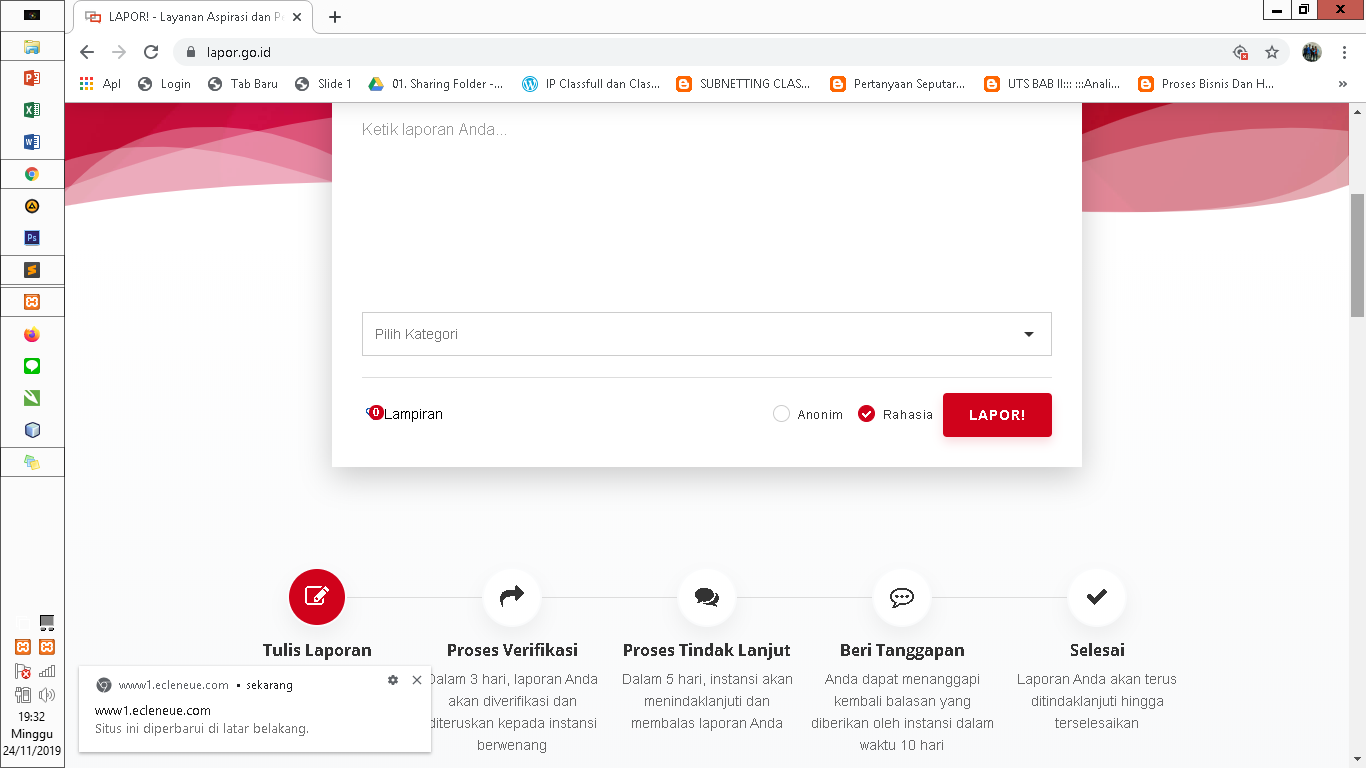 LAPOR! - Layanan Aspirasi dan P
lapor.go.id
Apl
Login
Tab Baru
Slide 1
01. Sharing Folder -...
IP Classfull dan Clas...
SUBNETTING CLAS...
Pertanyaan Seputar...
UTS BAB II::: :::Anali...
Proses Bisnis Dan H...
»
Ketik laporan Anda...
Pilih Kategori
0
Lampiran
Anonim
Rahasia
LAPOR!
Tulis Laporan
Proses Verifikasi
Dalam 3 hari, laporan Anda
akan diverifikasi dan
diteruskan kepada instansi
berwenang
Proses Tindak Lanjut
Dalam 5 hari, instansi akan
menindaklanjuti dan
membalas laporan Anda
Beri Tanggapan
Anda dapat menanggapi
kembali balasan yang
diberikan oleh instansi dalam
waktu 10 hari
Selesai
Laporan Anda akan terus
ditindaklanjuti hingga
terselesaikan
www1.ecleneue.com • sekarang
www1.ecleneue.com
Situs ini diperbarui di latar belakang.
Ps
19:32
Minggu
24/11/2019